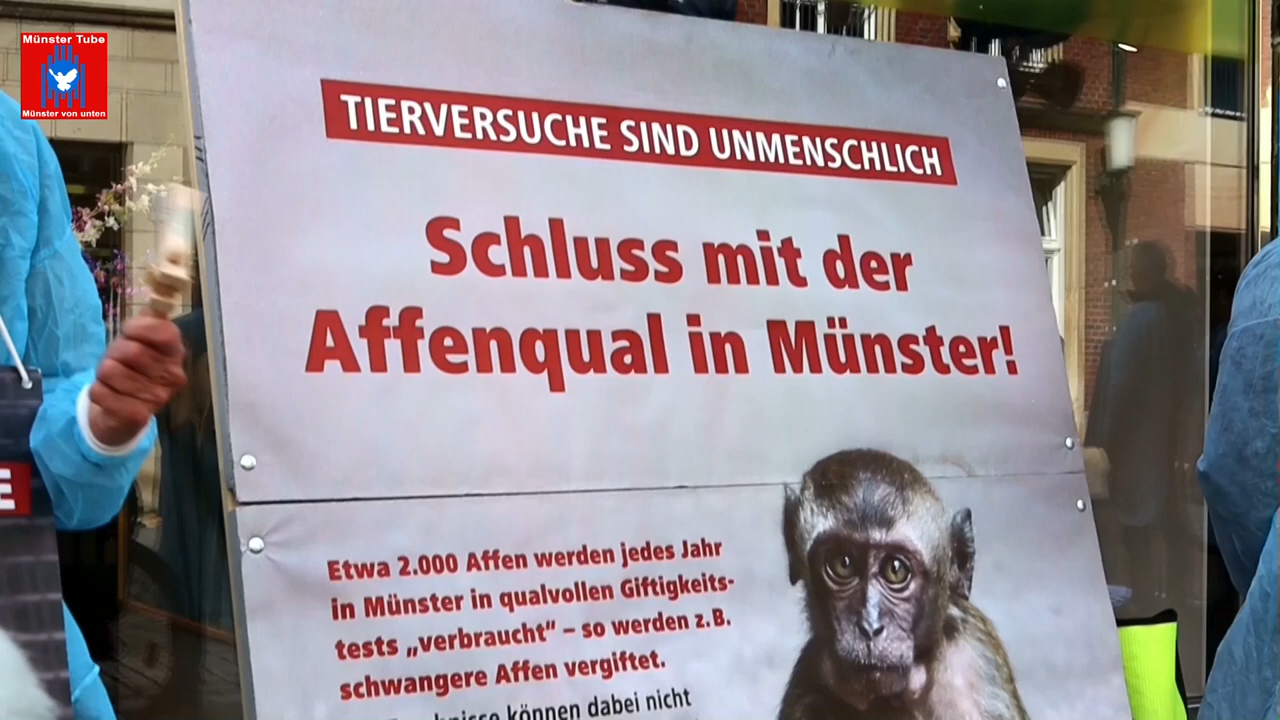 Münster Tube
Münster von unten
TIERVERSUCHE SIND UNMENSCHLICH
Schluss mit der
Affenqual in Münster!
E
Etwa 2.000 Affen werden jedes Jahr
in Münster in qualvollen Giftigkeits-
tests „verbraucht“ – so werden z.B.
schwangere Affen vergiftet.
können dabei nicht